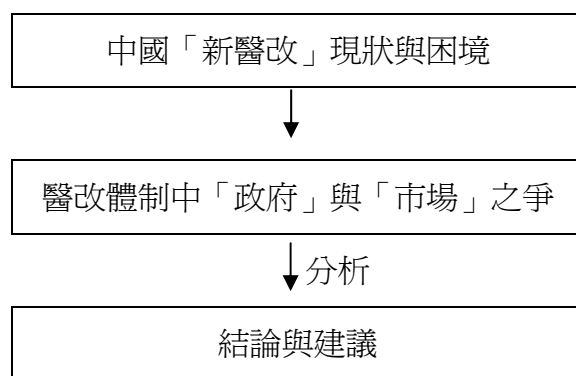 中國「新醫改」現狀與困境
醫改體制中「政府」與「市場」之爭
分析
結論與建議